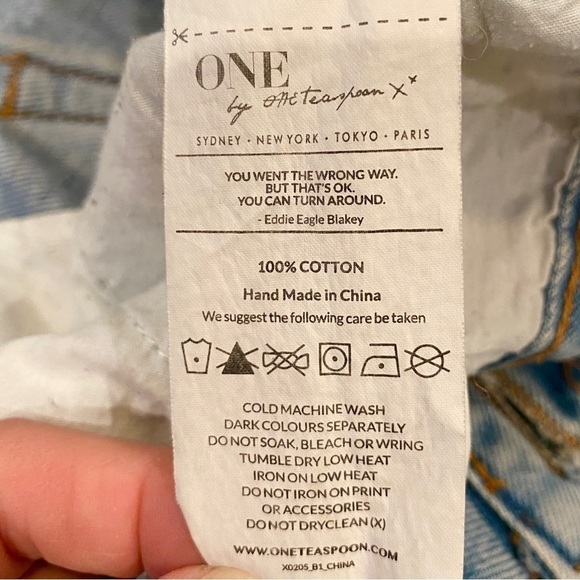 ONE
by one teaspoon xx
SYDNEY • NEW YORK • TOKYO • PARIS
YOU WENT THE WRONG WAY.
BUT THAT'S OK.
YOU CAN TURN AROUND.
- Eddie Eagle Blakey
100% COTTON
Hand Made in China
We suggest the following care be taken
COLD MACHINE WASH
DARK COLOURS SEPARATELY
DO NOT SOAK, BLEACH OR WRING
TUMBLE DRY LOW HEAT
IRON ON LOW HEAT
DO NOT IRON ON PRINT
OR ACCESSORIES
DO NOT DRYCLEAN (X)
WWW.ONETEASPOON.COM
X0205_B1_CHINA